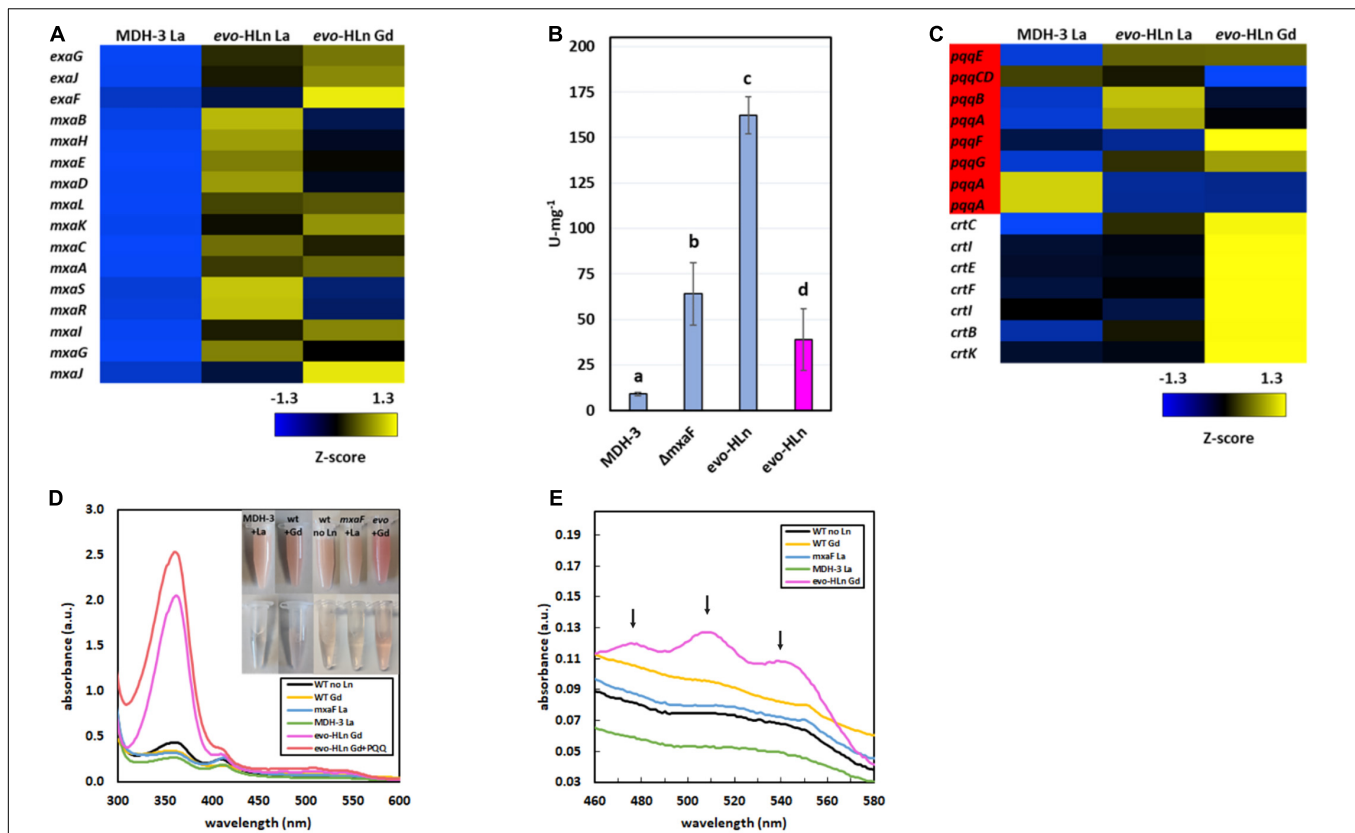 A
MDH-3 La evo-HLn La evo-HLn Gd
exaG
exaJ
exaF
mxaB
mxaH
mxaE
mxaD
mxaL
mxaK
mxaC
mxaA
mxaS
mxaR
mxaI
mxaG
mxaJ
-1.3 1.3
Z-score
B
200
175
150
125
100
75
50
25
0
U-mg-1
a
b
c
d
MDH-3
ΔmxaF
evo-HLn
evo-HLn
C
MDH-3 La evo-HLn La evo-HLn Gd
pqqE
pqqCD
pqqB
pqqA
pqqF
pqqG
pqqA
pqqA
crtC
crtI
crtE
crtF
crtI
crtB
crtK
-1.3 1.3
Z-score
D
3.0
2.5
2.0
1.5
1.0
0.5
0.0
absorbance (a.u.)
MDH-3 wt wt mxaF evo
+La +Gd no Ln +La +Gd
WT no Ln
WT Gd
mxaF La
MDH-3 La
evo-HLn Gd
evo-HLn Gd+PQQ
300 350 400 450 500 550 600
wavelength (nm)
E
0.19
0.17
0.15
0.13
0.11
0.09
0.07
0.05
0.03
absorbance (a.u.)
WT no Ln
WT Gd
mxaF La
MDH-3 La
evo-HLn Gd
460 480 500 520 540 560 580
wavelength (nm)